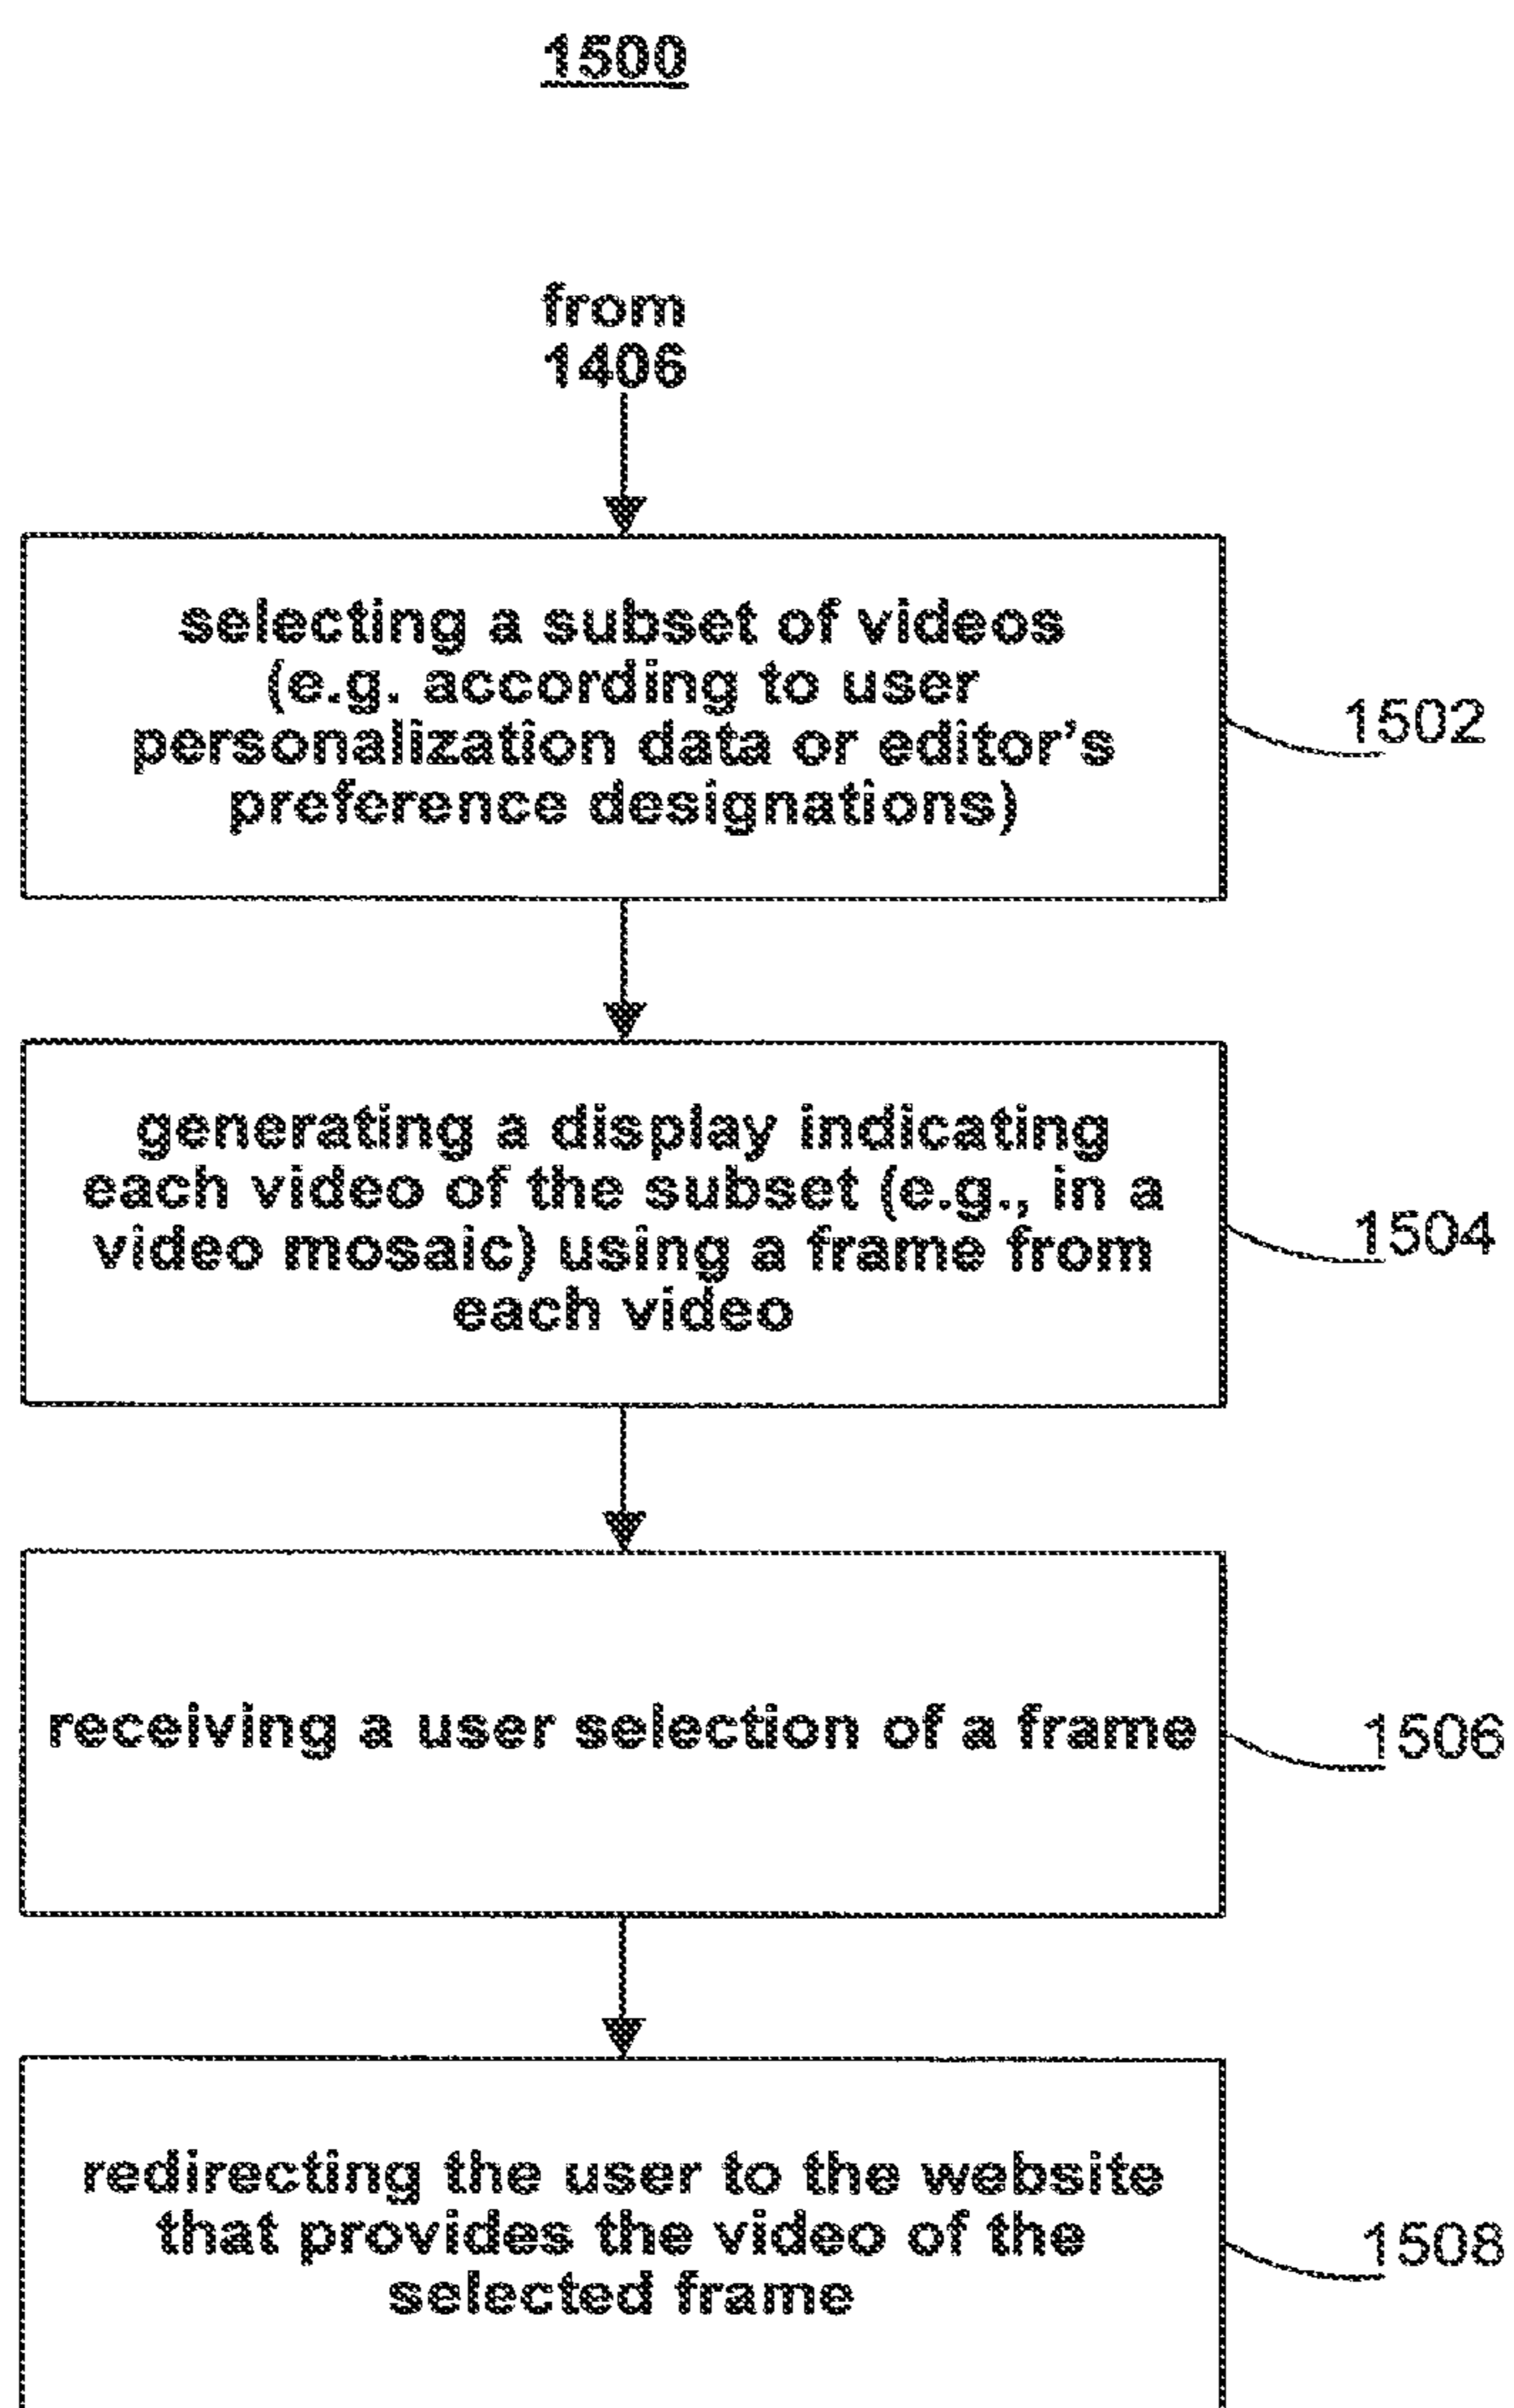 1500
from
1406
selecting a subset of videos
(e.g. according to user
personalization data or editor's
preference designations)
1502
generating a display indicating
each video of the subset (e.g., in a
video mosaic) using a frame from
each video
1504
receiving a user selection of a frame
1506
redirecting the user to the website
that provides the video of the
selected frame
1508